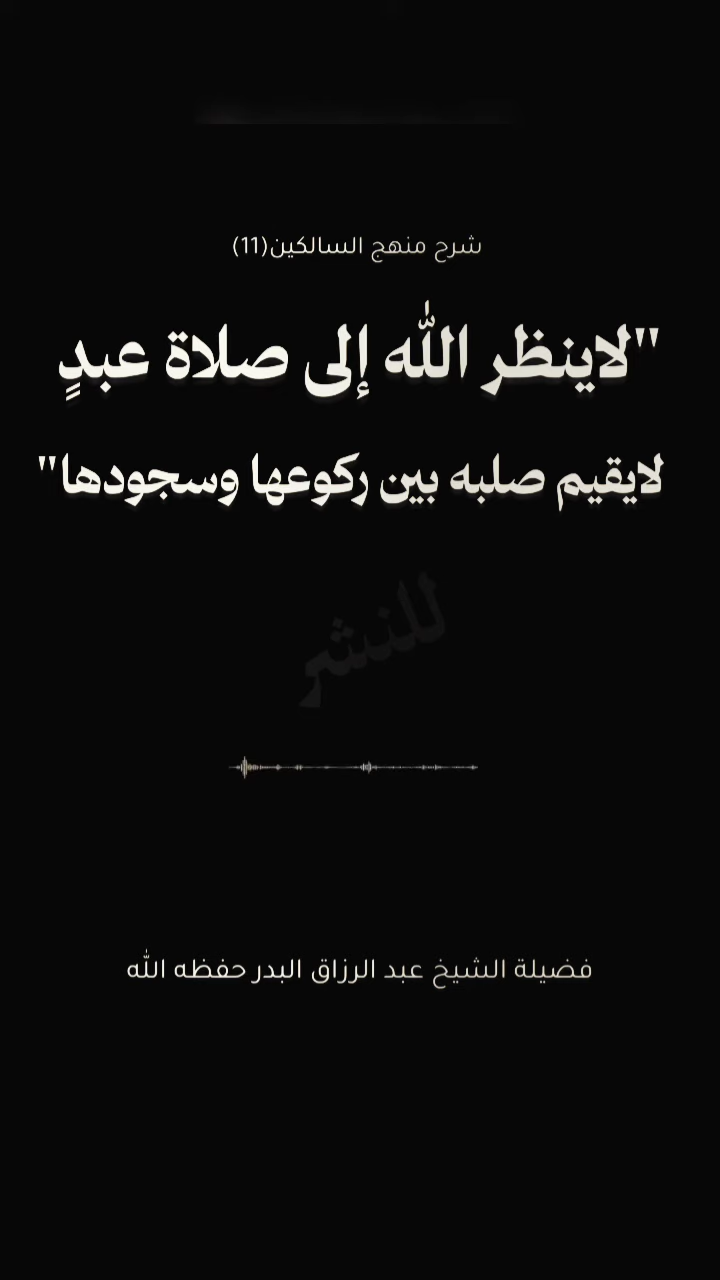 شرح منهج السالكين(11)
"لاينظر الله إلى صلاة عبدٍ
لايقيم صلبه بين ركوعها وسجودها"
للنشر
فضيلة الشيخ عبد الرزاق البدر حفظه الله